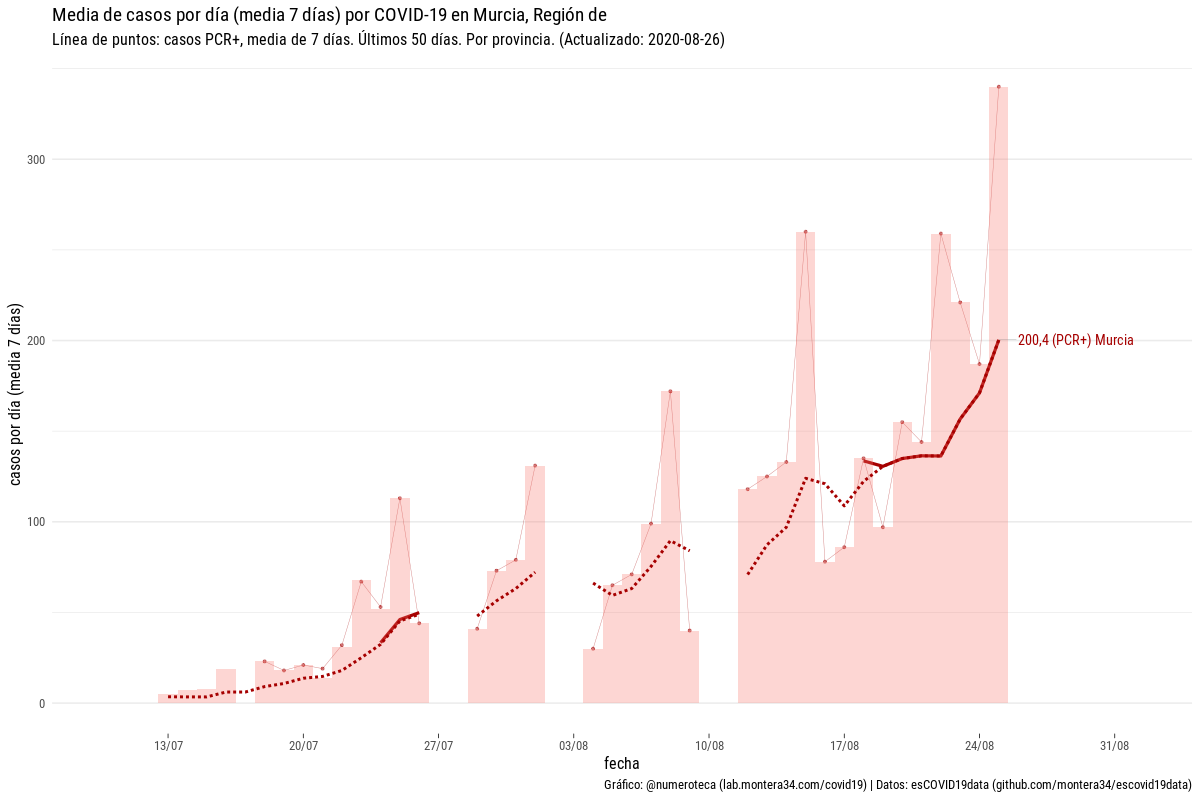 Media de casos por día (media 7 días) por COVID-19 en Murcia, Región de
Línea de puntos: casos PCR+, media de 7 días. Últimos 50 días. Por provincia. (Actualizado: 2020-08-26)
casos por día (media 7 días)
300
200
100
0
200,4 (PCR+) Murcia
13/07
20/07
27/07
03/08
10/08
17/08
24/08
31/08
fecha
Gráfico: @numeroteca (lab.montera34.com/covid19) | Datos: esCOVID19data (github.com/montera34/escovid19data)